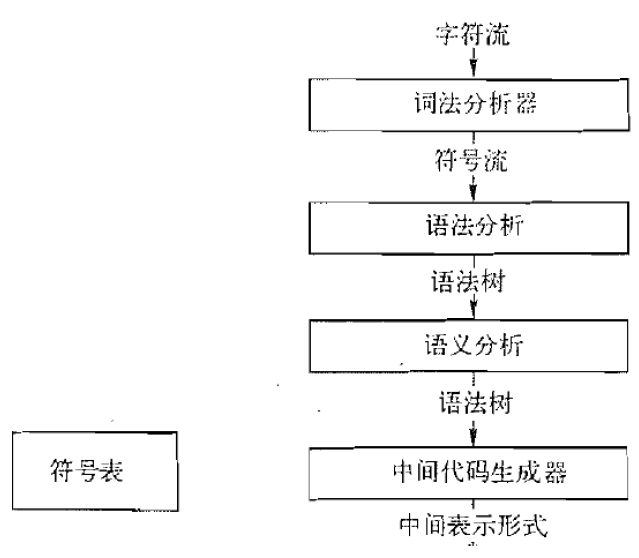 字符流
词法分析器
符号流
语法分析
语法树
语义分析
语法树
符号表
中间代码生成器
中间表示形式